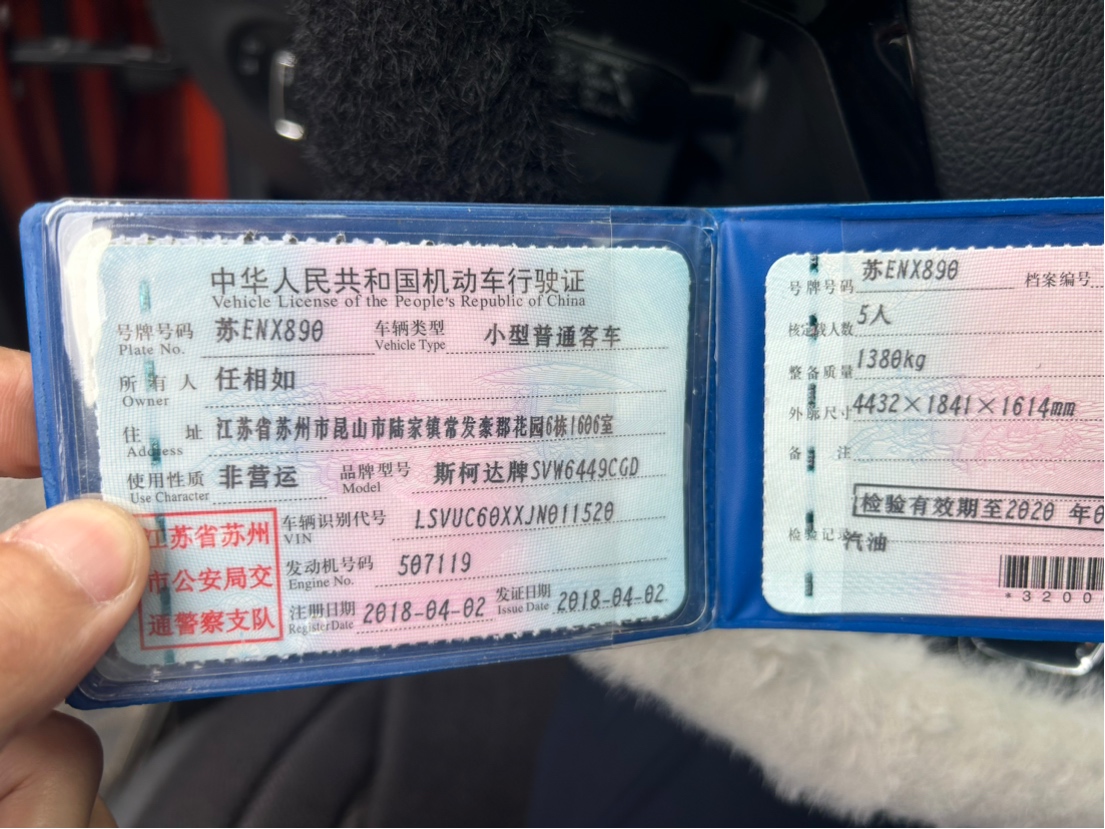 中华人民共和国机动车行驶证
Vehicle License of the People's Republic of China
号牌号码 苏ENX890 车辆类型 小型普通客车
Plate No. Vehicle Type
所有人 任相如
Owner
住址 江苏省苏州市昆山市陆家镇常发豪郡花园6栋1606室
Address
使用性质 非营运 品牌型号 斯柯达牌SVW6449CGD
Use Character Model
江苏省苏州
市公安局交
通警察支队
车辆识别代号 LSVUC60XXJN011520
VIN
发动机号码 507119
Engine No.
注册日期 2018-04-02 发证日期 2018-04-02
Register Date Issue Date
号牌号码 苏ENX890 档案编号
核定载人数 5人
整备质量 1380kg
外廓尺寸 4432×1841×1614mm
备注
检验有效期至2020 年0
检验记录 汽油
*3200